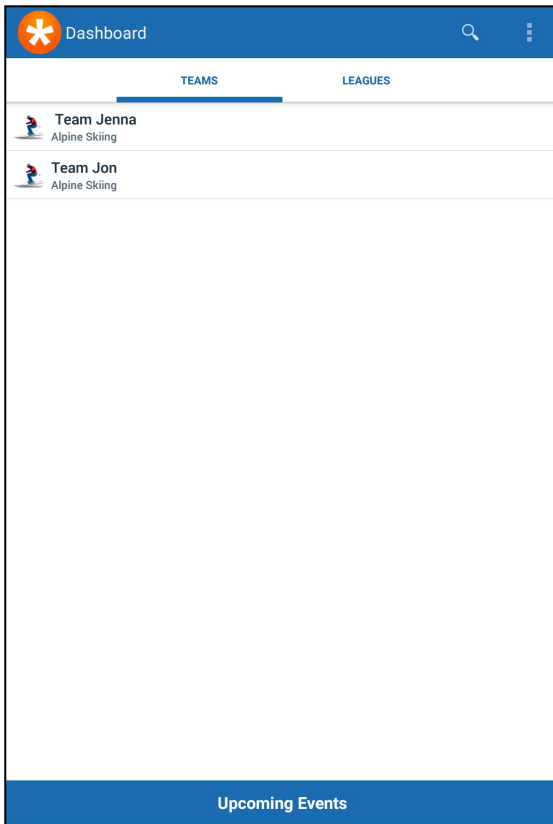 Dashboard
TEAMS LEAGUES
Team Jenna
Alpine Skiing
Team Jon
Alpine Skiing
Upcoming Events